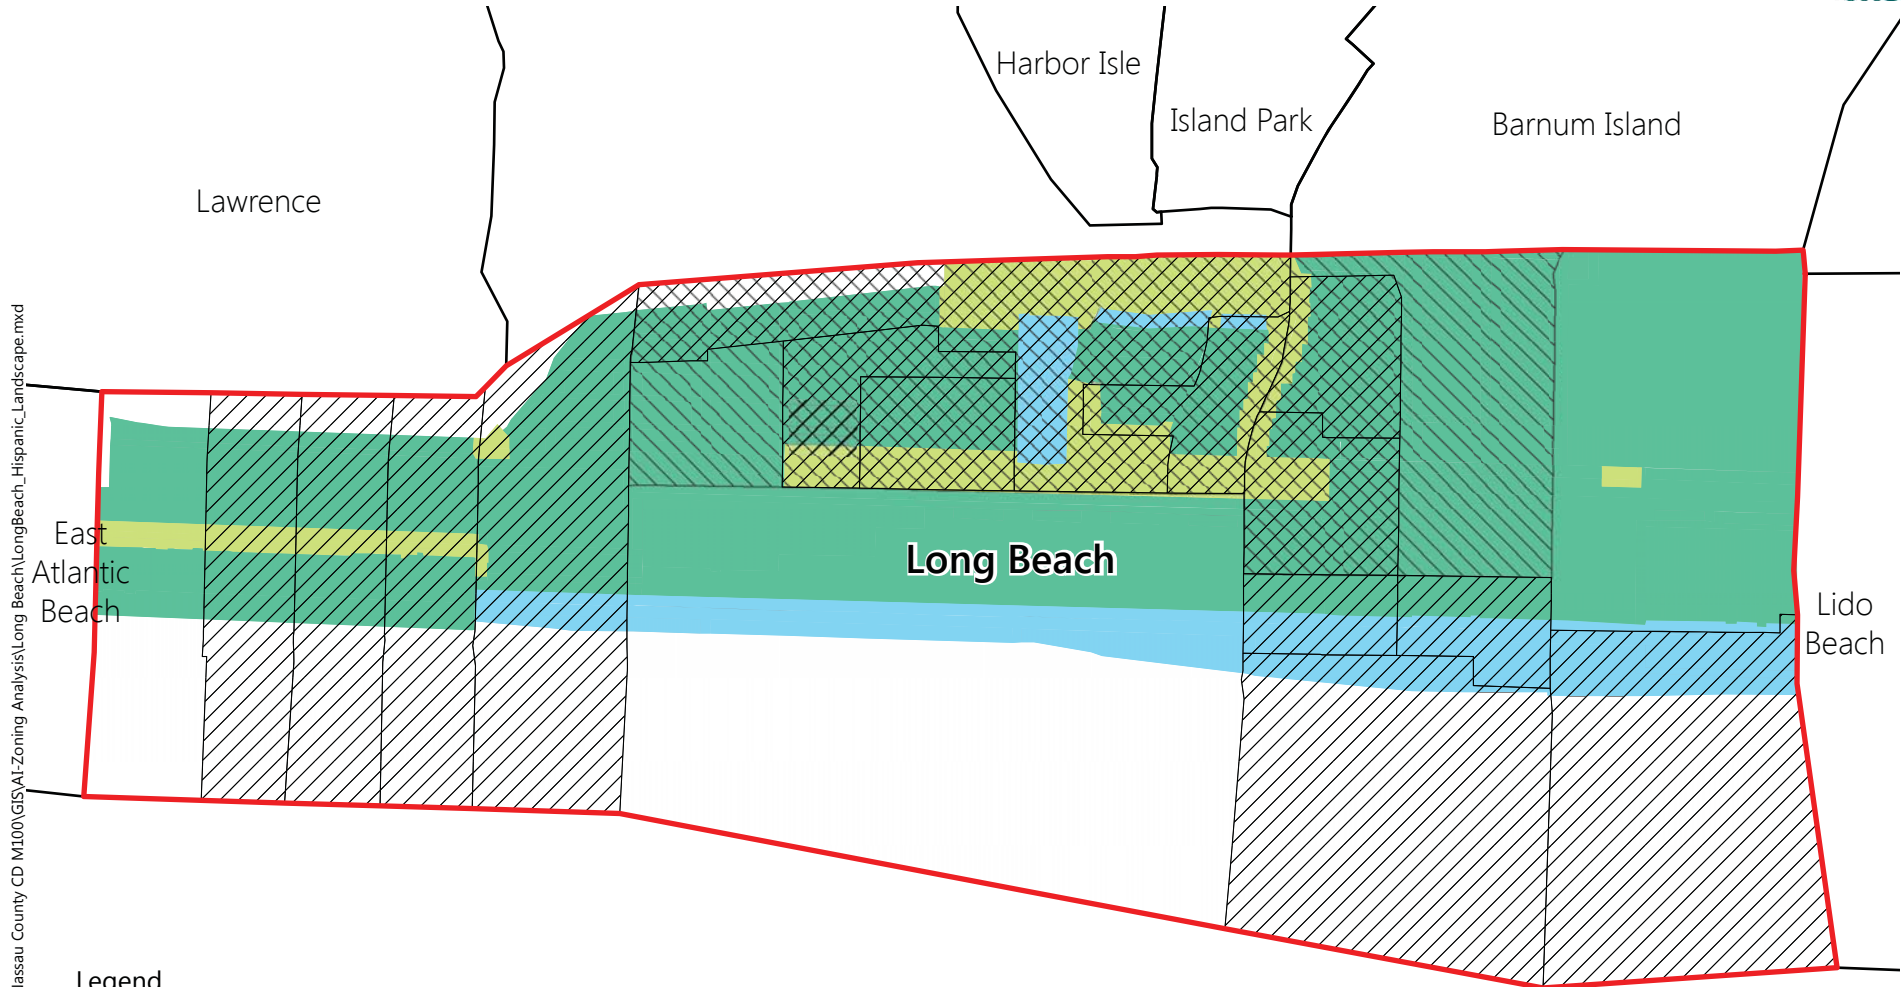 Harbor Isle
Island Park
Barnum Island
Lawrence
East
Atlantic
Beach
Long Beach
Lido
Beach
assau County CD M100\GIS\AI-Zoning Analysis\Long Beach\LongBeach_Hispanic_Landscape.mxd
Legend